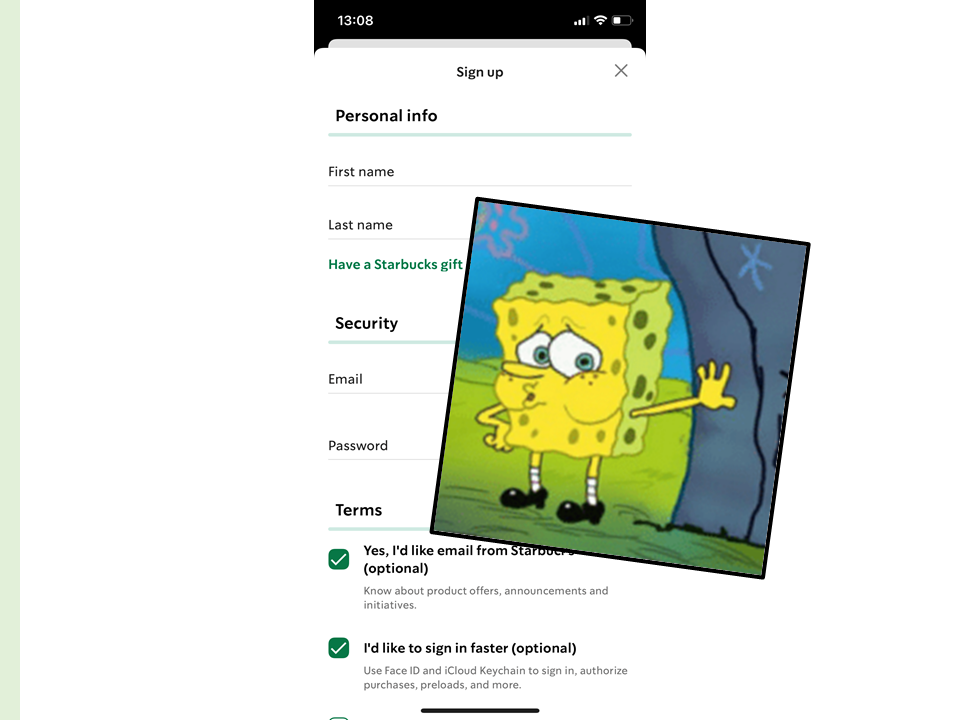 13:08
Sign up
Personal info
First name
Last name
Have a Starbucks gift
Security
Email
Password
Terms
Yes, I'd like email from Starbucks
(optional)
Know about product offers, announcements and
initiatives.
I'd like to sign in faster (optional)
Use Face ID and iCloud Keychain to sign in, authorize
purchases, preloads, and more.